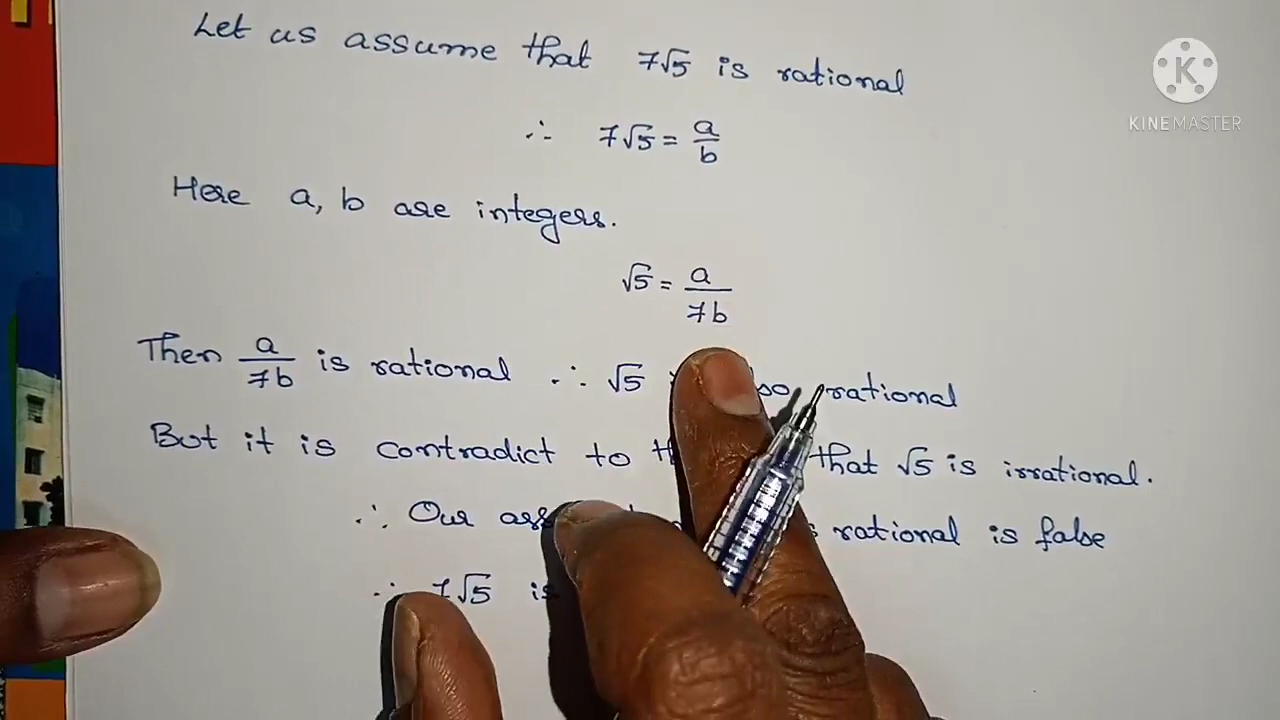 Let us assume that 7√5 is rational
∴ 7√5 = a/b
Here a, b are integers.
√5 = a/7b
Then a/7b is rational ∴ √5 rational
But it is contradict to that √5 is irrational.
∴ Our rational is false
∴ 7√5 is
K
KINEMASTER